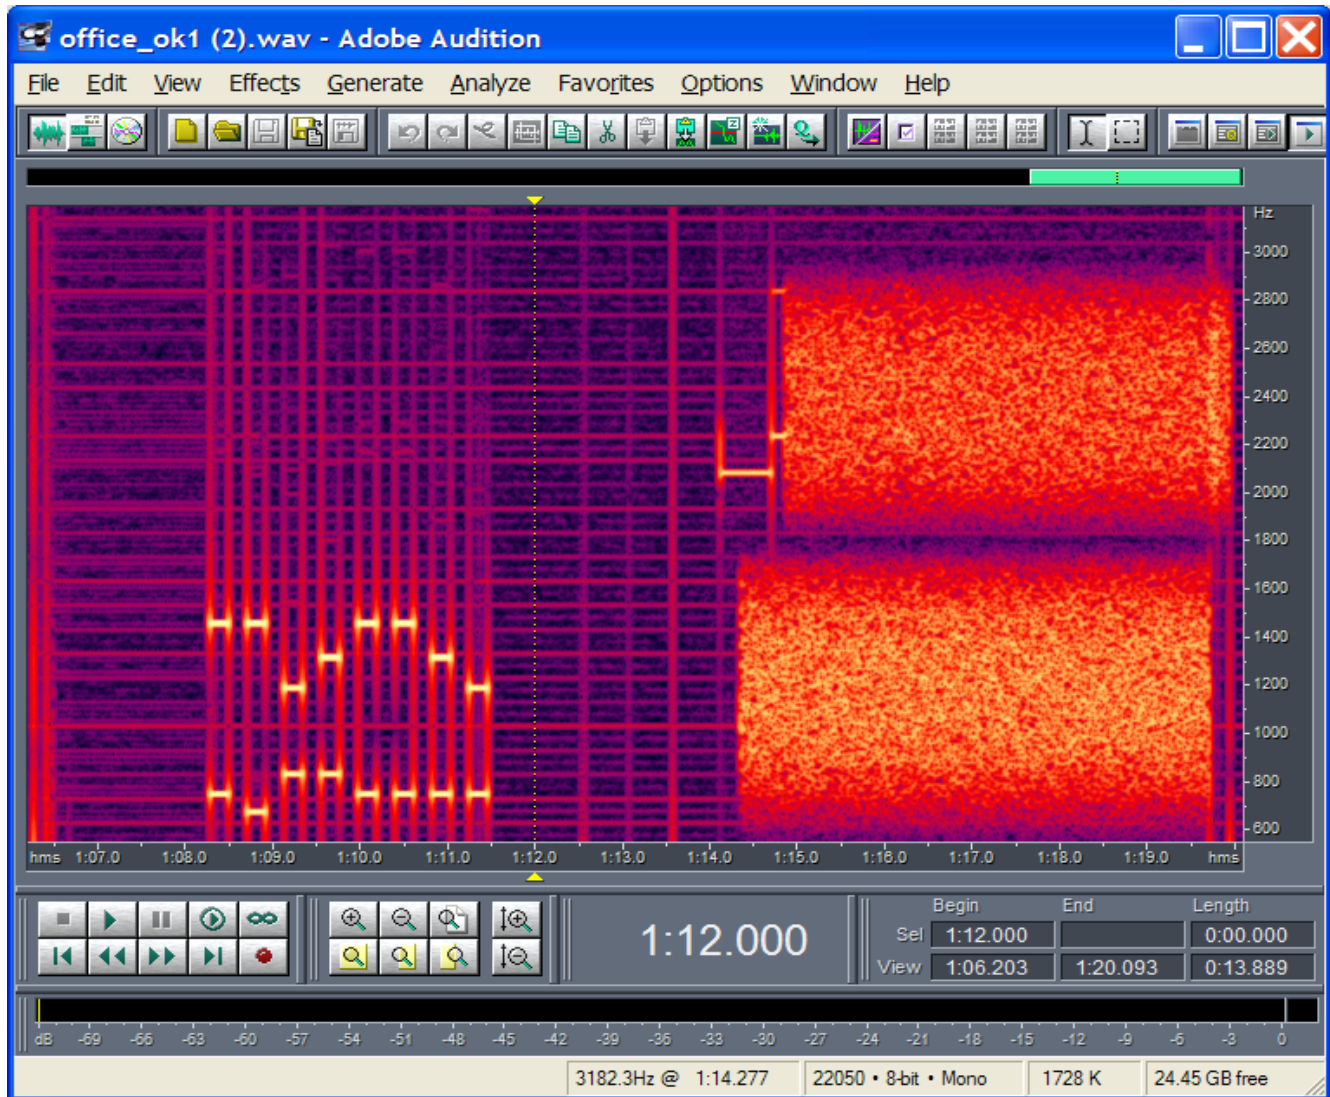 office_ok1 (2).wav - Adobe Audition
File Edit View Effects Generate Analyze Favorites Options Window Help
Hz
3000
2800
2600
2400
2200
2000
1800
1600
1400
1200
1000
800
600
hms 1:07.0 1:08.0 1:09.0 1:10.0 1:11.0 1:12.0 1:13.0 1:14.0 1:15.0 1:16.0 1:17.0 1:18.0 1:19.0 hms
1:12.000
Begin End Length
Sel 1:12.000 0:00.000
View 1:06.203 1:20.093 0:13.889
dB -69 -66 -63 -60 -57 -54 -51 -48 -45 -42 -39 -36 -33 -30 -27 -24 -21 -18 -15 -12 -9 -6 -3 0
3182.3Hz @ 1:14.277 22050 • 8-bit • Mono 1728 K 24.45 GB free